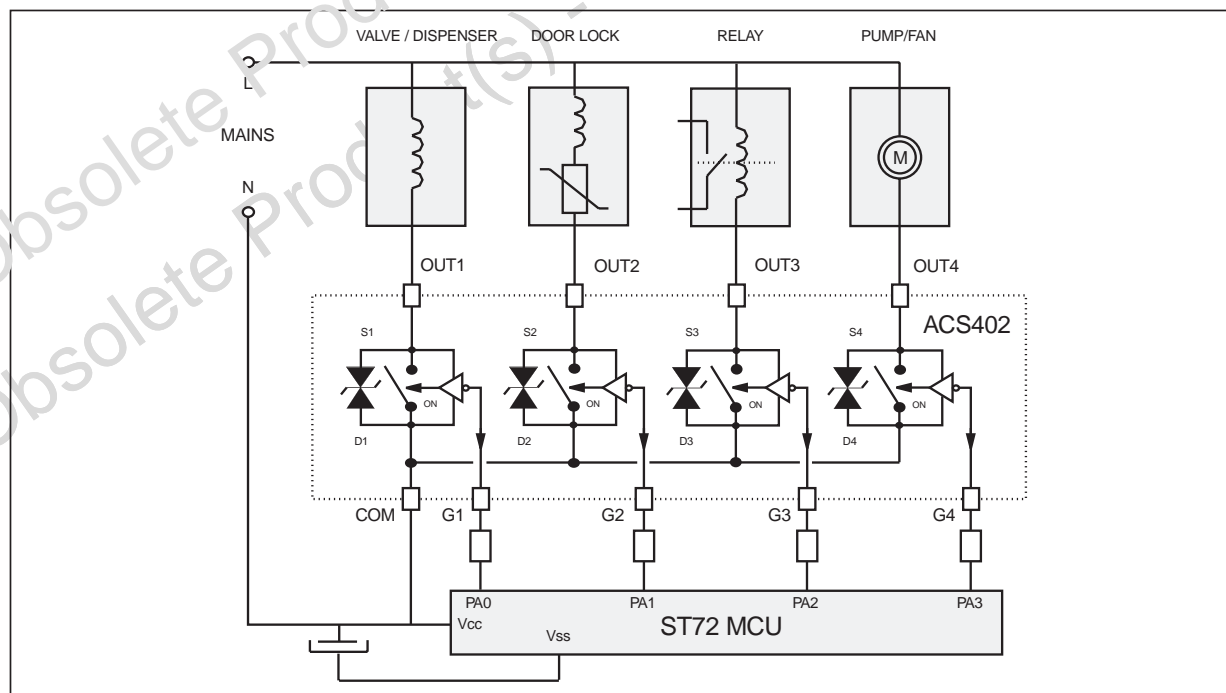 Obsolete Product(s) -
Obsolete Product(s) -
VALVE / DISPENSER DOOR LOCK RELAY PUMP/FAN
L
MAINS
N
M
OUT1 OUT2 OUT3 OUT4
ACS402
S1 S2 S3 S4
ON ON ON ON
D1 D2 D3 D4
COM G1 G2 G3 G4
PA0 PA1 PA2 PA3
Vcc
Vss
ST72 MCU